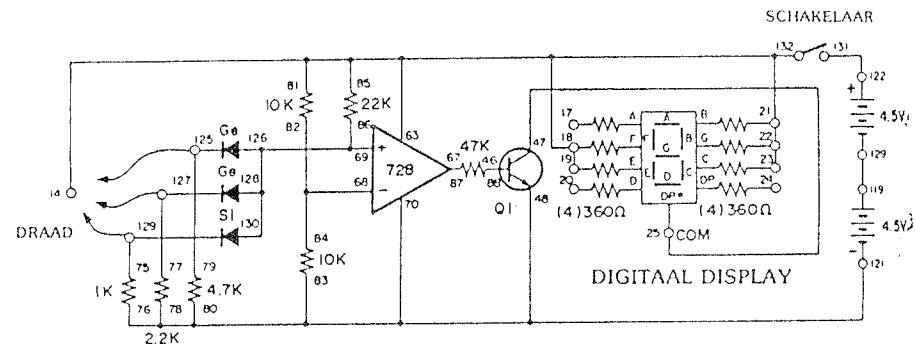 SCHAKELAAR
132 131
122
+
4.5V
129
119
4.5V
-
121
81
10K
82
85
22K
86
63
69 +
68 -
728
67
70
47K
87
46
88
Q1
47
48
125 Ge 126
127 Ge 128
129 SI 130
14
DRAAD
75
1K
76
77
78
2.2K
79
4.7K
80
84
10K
83
17 A
18 F
19 E
20 D
(4)360Ω
A
F B
G
E C
D
DP
B 21
G 22
C 23
DP 24
(4)360Ω
25 COM
DIGITAAL DISPLAY